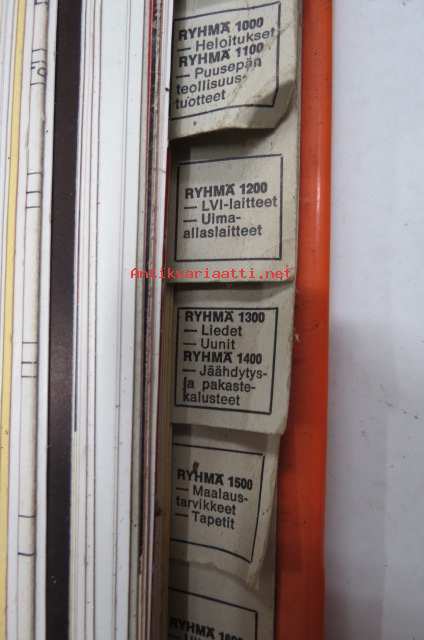 RYHMÄ 1000
— Heloitukset
RYHMÄ 1100
— Puusepän
teollisuus-
tuotteet
RYHMÄ 1200
— LVI-laitteet
— Uima-
allaslaitteet
Antikvariaatti.net
RYHMÄ 1300
— Liedet
— Uunit
RYHMÄ 1400
— Jäähdytys-
ja pakaste-
kalusteet
RYHMÄ 1500
— Maalaus-
tarvikkeet
— Tapetit
RYHMÄ 1600